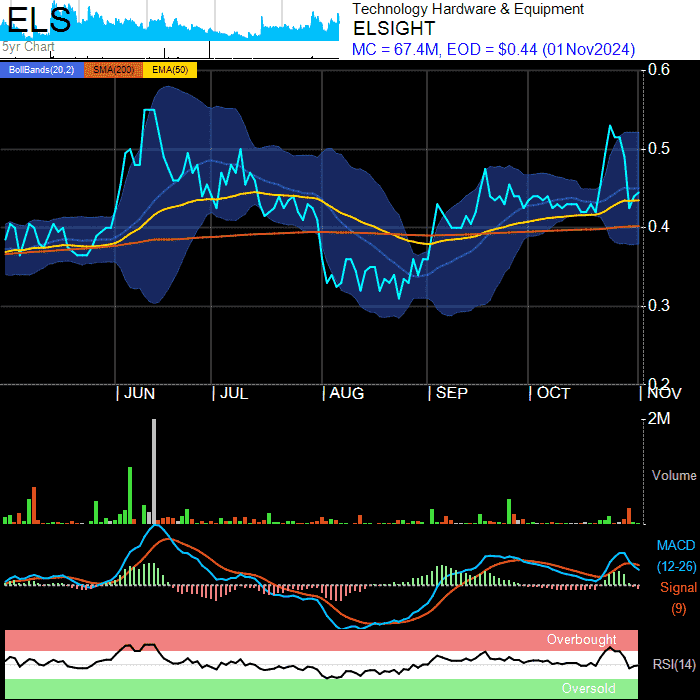 ELS
5yr Chart
Technology Hardware & Equipment
ELSIGHT
MC = 67.4M, EOD = $0.44 (01Nov2024)
BollBands(20,2) SMA(200) EMA(50)
0.6
0.5
0.4
0.3
0.2
JUN JUL AUG SEP OCT NOV
2M
Volume
MACD
(12-26)
Signal
(9)
Overbought
RSI(14)
Oversold